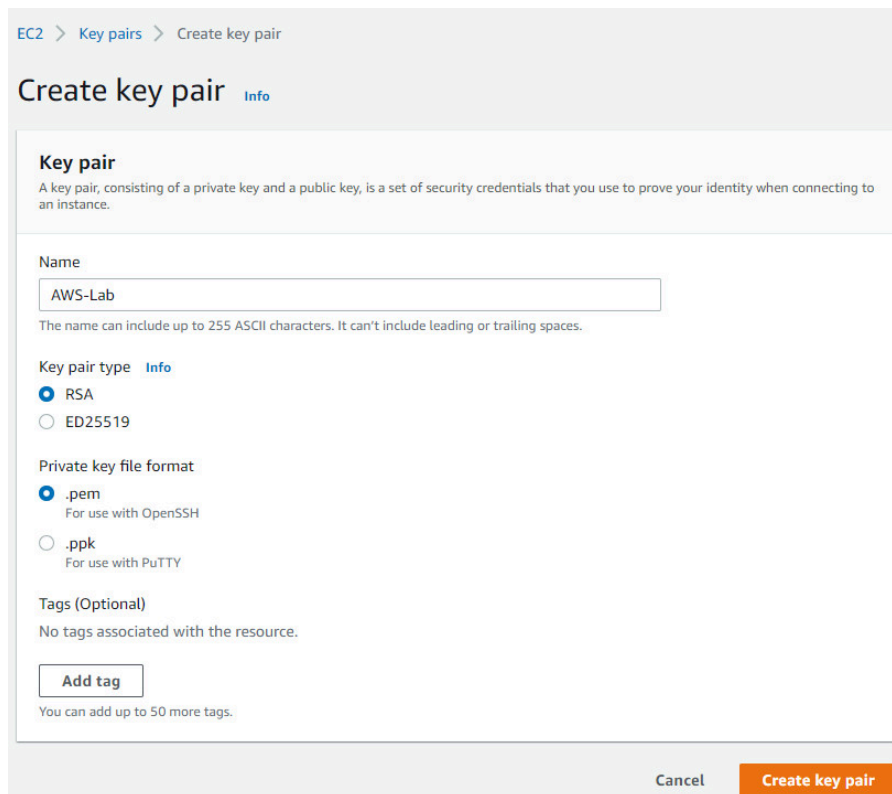 EC2 > Key pairs > Create key pair
Create key pair Info
Key pair
A key pair, consisting of a private key and a public key, is a set of security credentials that you use to prove your identity when connecting to
an instance.
Name
AWS-Lab
The name can include up to 255 ASCII characters. It can't include leading or trailing spaces.
Key pair type Info
RSA
ED25519
Private key file format
.pem
For use with OpenSSH
.ppk
For use with PuTTY
Tags (Optional)
No tags associated with the resource.
Add tag
You can add up to 50 more tags.
Cancel Create key pair